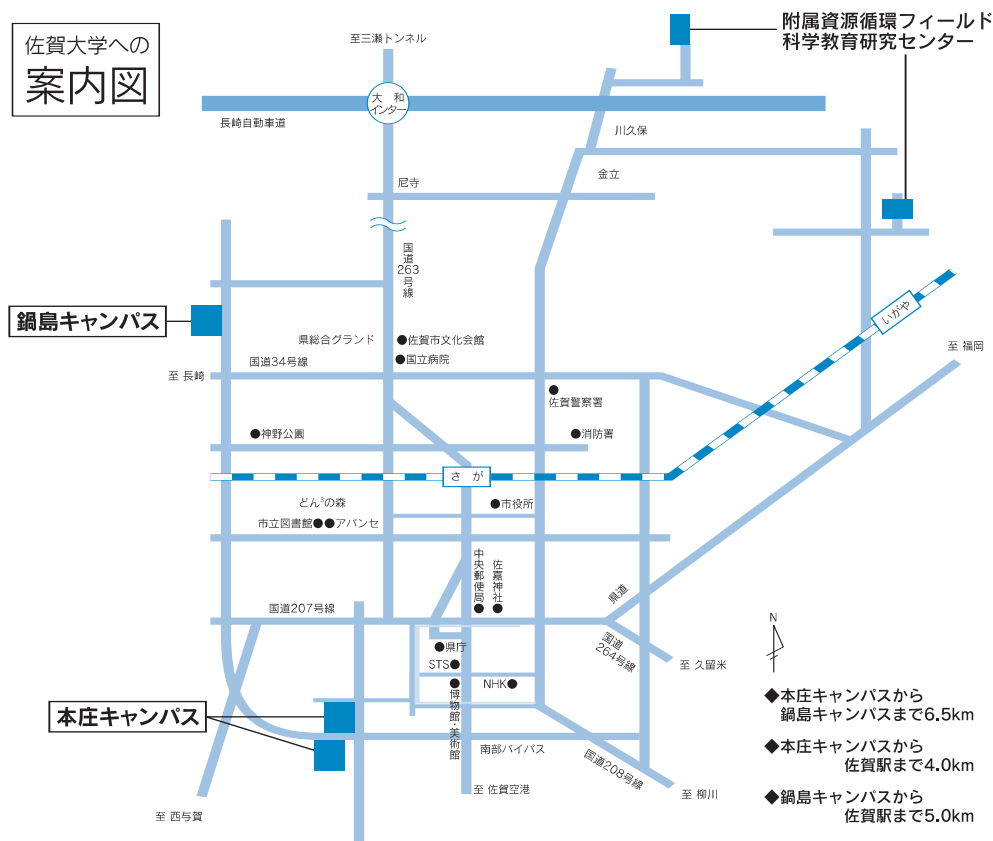 佐賀大学への
案内図
至三瀬トンネル
附属資源循環フィールド
科学教育研究センター
大和
インター
長崎自動車道
川久保
金立
尼寺
国道263号線
いがや
鍋島キャンパス
県総合グランド
佐賀市文化会館
国立病院
国道34号線
至 長崎
至 福岡
佐賀警察署
神野公園
消防署
さが
どん3の森
市役所
市立図書館
アバンセ
中央郵便局
佐嘉神社
県道
国道207号線
国道264号線
至 久留米
県庁
STS
NHK
博物館・美術館
本庄キャンパス
南部バイパス
国道208号線
至 佐賀空港
至 柳川
至 西与賀
N
◆本庄キャンパスから
鍋島キャンパスまで6.5km
◆本庄キャンパスから
佐賀駅まで4.0km
◆鍋島キャンパスから
佐賀駅まで5.0km